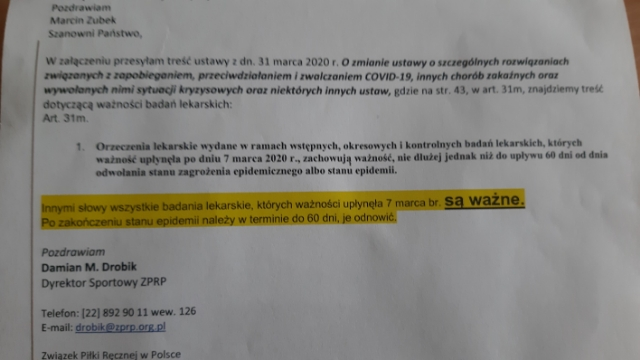 Pozdrawiam
Marcin Zubek
Szanowni Państwo,
W załączeniu przesyłam treść ustawy z dn. 31 marca 2020 r. O zmianie ustawy o szczególnych rozwiązaniach
związanych z zapobieganiem, przeciwdziałaniem i zwalczaniem COVID-19, innych chorób zakaźnych oraz
wywołanych nimi sytuacji kryzysowych oraz niektórych innych ustaw, gdzie na str. 43, w art. 31m, znajdziemy treść
dotyczącą ważności badań lekarskich:
Art. 31m.
1. Orzeczenia lekarskie wydane w ramach wstępnych, okresowych i kontrolnych badań lekarskich, których
ważność upłynęła po dniu 7 marca 2020 r., zachowują ważność, nie dłużej jednak niż do upływu 60 dni od dnia
odwołania stanu zagrożenia epidemicznego albo stanu epidemii.
Innymi słowy wszystkie badania lekarskie, których ważności upłynęła 7 marca br. są ważne.
Po zakończeniu stanu epidemii należy w terminie do 60 dni, je odnowić.
Pozdrawiam
Damian M. Drobik
Dyrektor Sportowy ZPRP
Telefon: [22] 892 90 11 wew. 126
E-mail: drobik@zprp.org.pl
Związek Piłki Ręcznej w Polsce